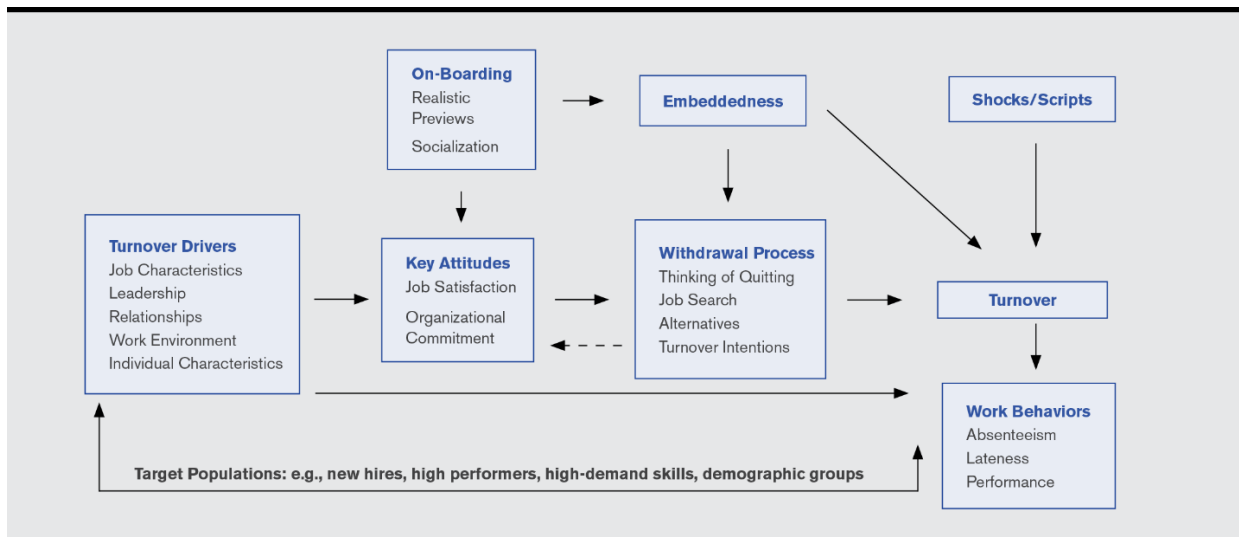 On-Boarding
Realistic
Previews
Socialization
Embeddedness
Shocks/Scripts
Turnover Drivers
Job Characteristics
Leadership
Relationships
Work Environment
Individual Characteristics
Key Attitudes
Job Satisfaction
Organizational
Commitment
Withdrawal Process
Thinking of Quitting
Job Search
Alternatives
Turnover Intentions
Turnover
Work Behaviors
Absenteeism
Lateness
Performance
Target Populations: e.g., new hires, high performers, high-demand skills, demographic groups